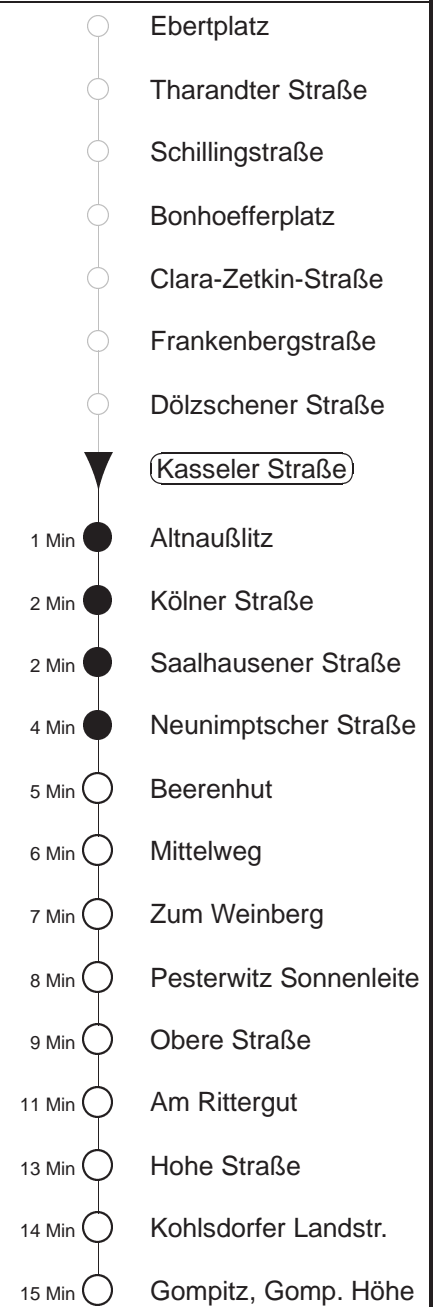 Ebertplatz
Tharandter Straße
Schillingstraße
Bonhoefferplatz
Clara-Zetkin-Straße
Frankenbergstraße
Dölzschener Straße
Kasseler Straße
1 Min Altnaußlitz
2 Min Kölner Straße
2 Min Saalhausener Straße
4 Min Neunimptscher Straße
5 Min Beerenhut
6 Min Mittelweg
7 Min Zum Weinberg
8 Min Pesterwitz Sonnenleite
9 Min Obere Straße
11 Min Am Rittergut
13 Min Hohe Straße
14 Min Kohlsdorfer Landstr.
15 Min Gompitz, Gomp. Höhe